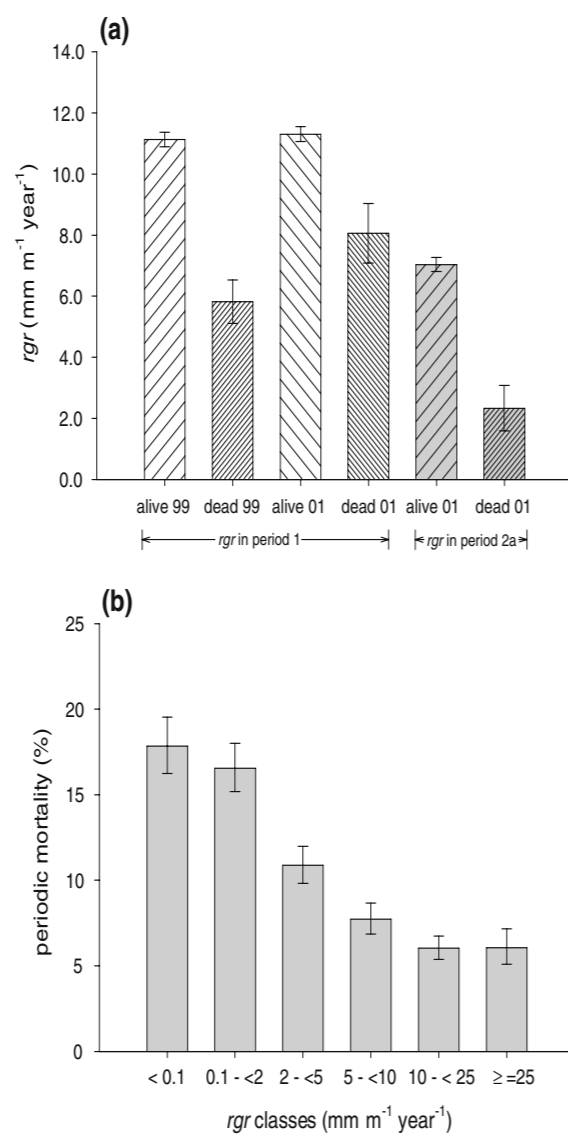 (a)
16.0
14.0
12.0
10.0
8.0
6.0
4.0
2.0
0.0
rgr (mm m⁻¹ year⁻¹)
alive 99 dead 99 alive 01 dead 01 alive 01 dead 01
rgr in period 1 rgr in period 2a
(b)
25
20
15
10
5
0
periodic mortality (%)
< 0.1 0.1 - <2 2 - <5 5 - <10 10 - < 25 ≥ =25
rgr classes (mm m⁻¹ year⁻¹)